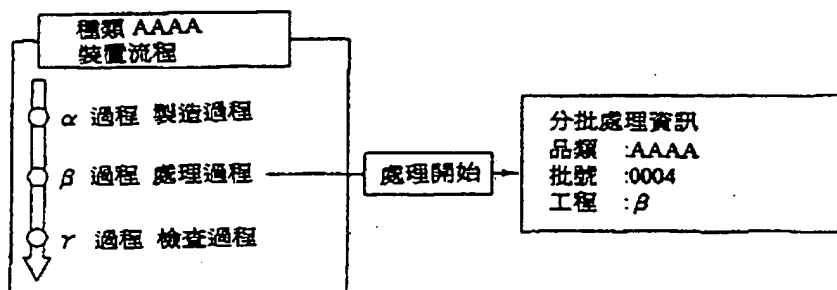 種類 AAAA
裝置流程
α 過程 製造過程
β 過程 處理過程
γ 過程 檢查過程
處理開始
分批處理資訊
品類 :AAAA
批號 :0004
工程 :β